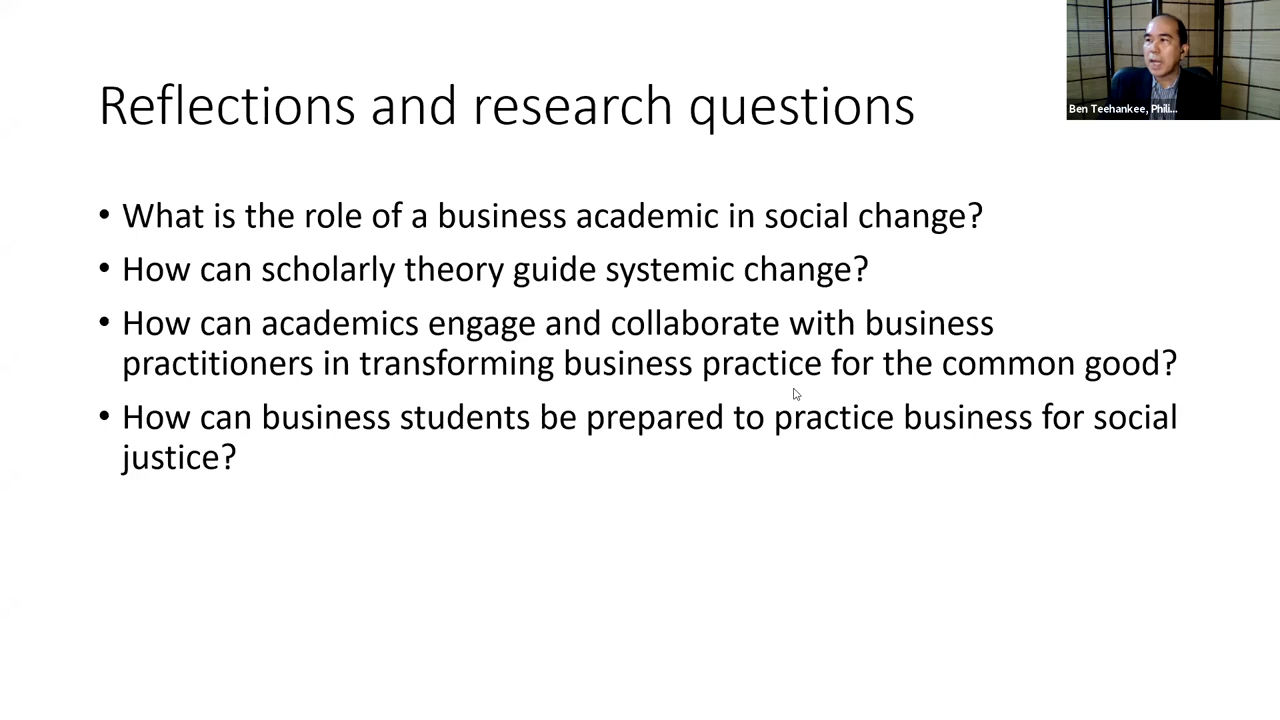 Reflections and research questions
Ben Teehankee, Phili...
• What is the role of a business academic in social change?
• How can scholarly theory guide systemic change?
• How can academics engage and collaborate with business
practitioners in transforming business practice for the common good?
• How can business students be prepared to practice business for social
justice?